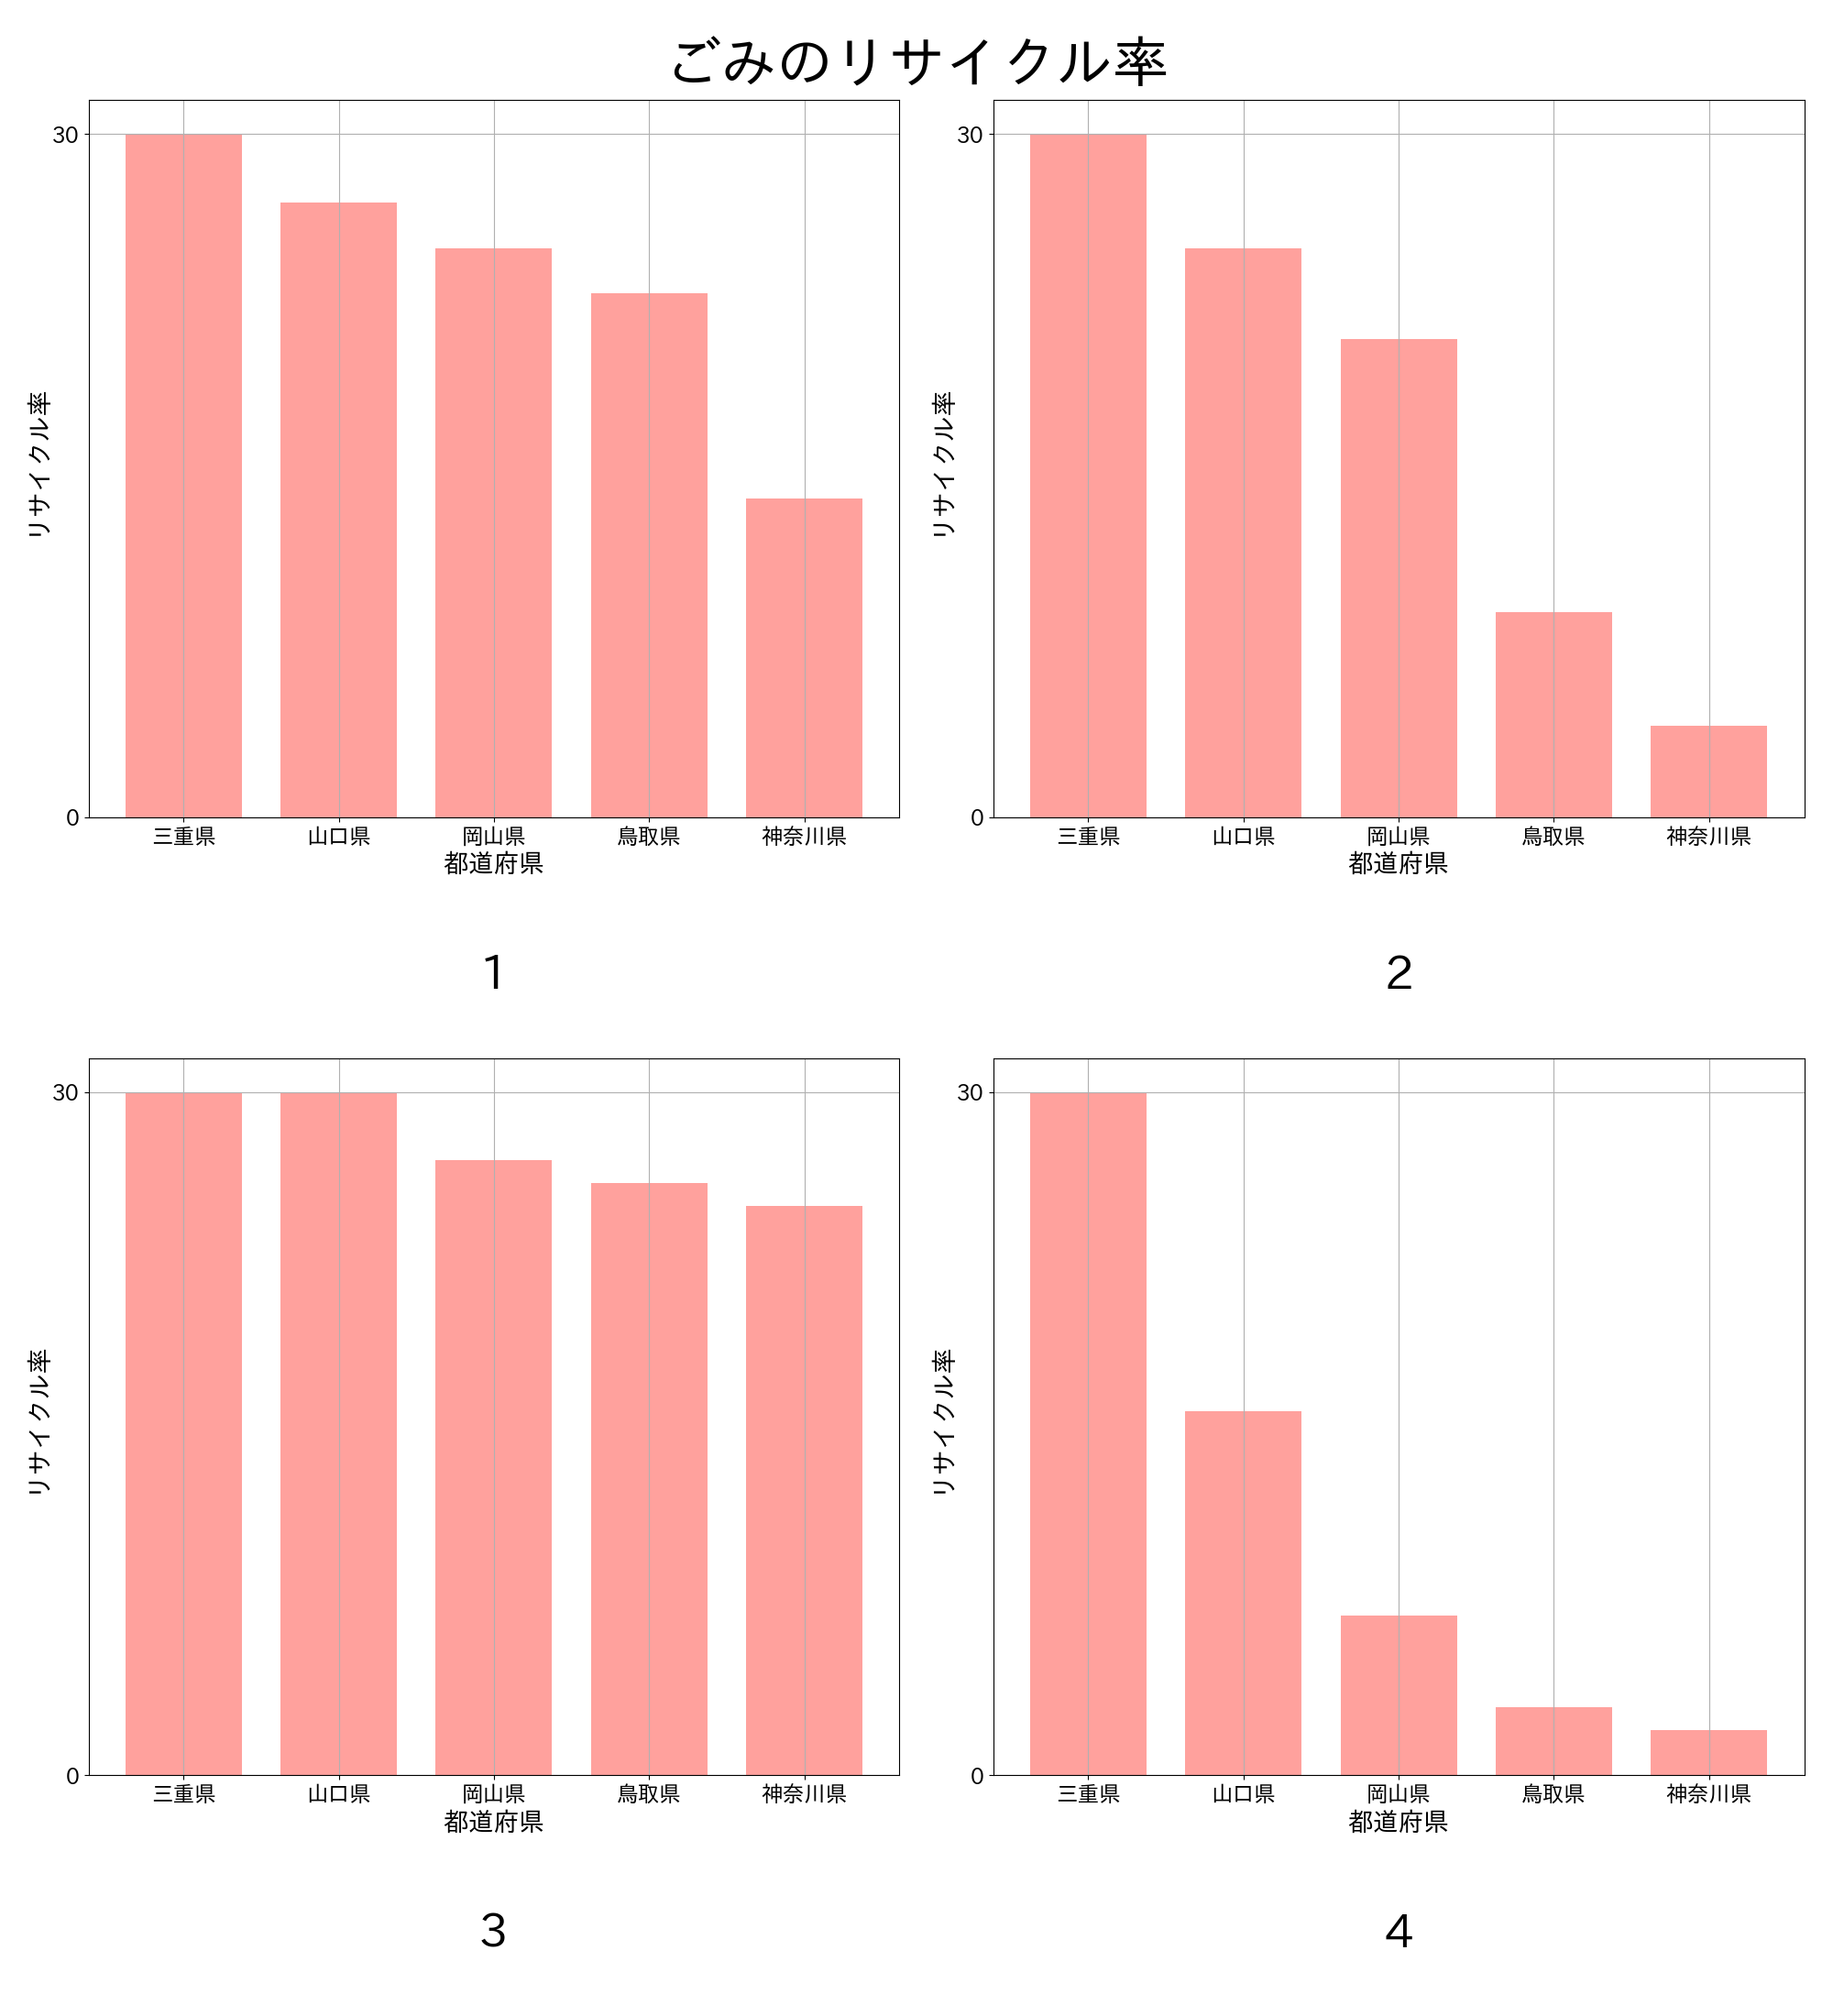 ごみのリサイクル率
30
0
リサイクル率
三重県 山口県 岡山県 鳥取県 神奈川県
都道府県
1
30
0
リサイクル率
三重県 山口県 岡山県 鳥取県 神奈川県
都道府県
2
30
0
リサイクル率
三重県 山口県 岡山県 鳥取県 神奈川県
都道府県
3
30
0
リサイクル率
三重県 山口県 岡山県 鳥取県 神奈川県
都道府県
4